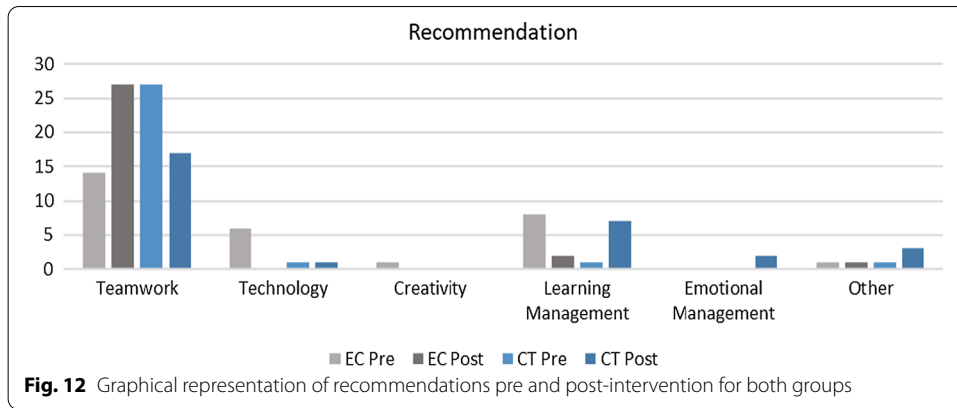 Recommendation
30
25
20
15
10
5
0
Teamwork Technology Creativity Learning Management Emotional Management Other
EC Pre EC Post CT Pre CT Post
Fig. 12 Graphical representation of recommendations pre and post-intervention for both groups